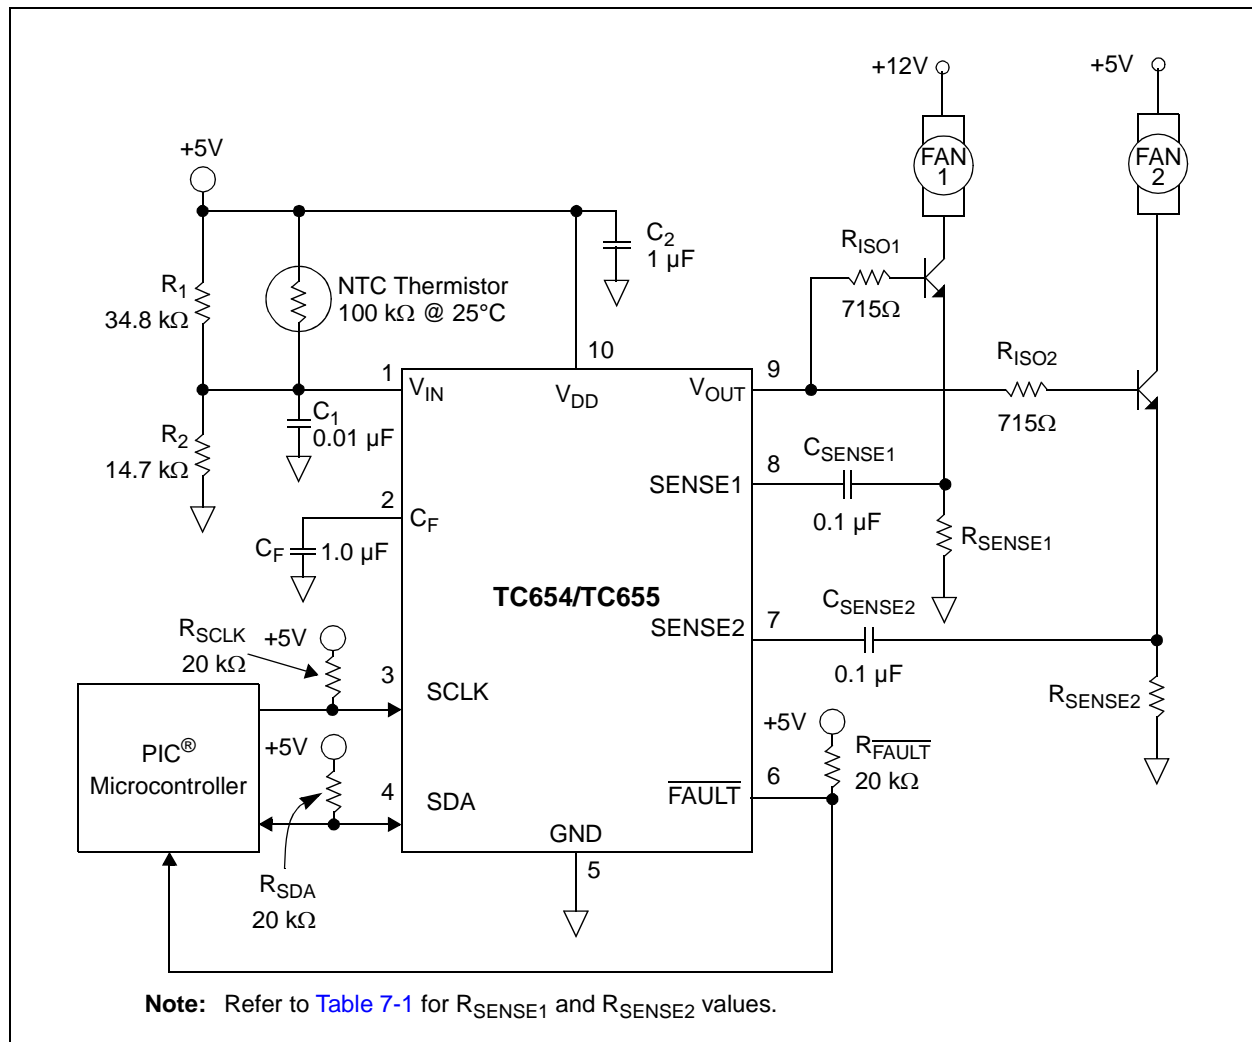 +12V
+5V
FAN
1
FAN
2
+5V
C2
1 µF
RISO1
715Ω
R1
34.8 kΩ
NTC Thermistor
100 kΩ @ 25°C
RISO2
715Ω
10
1
VIN
VDD
VOUT
9
C1
0.01 µF
R2
14.7 kΩ
CSENSE1
8
SENSE1
0.1 µF
2
CF
CF
1.0 µF
RSENSE1
TC654/TC655
CSENSE2
7
SENSE2
0.1 µF
RSCLK
20 kΩ
+5V
3
SCLK
RSENSE2
PIC®
Microcontroller
+5V
4
SDA
+5V
RFAULT
20 kΩ
6
FAULT
GND
5
RSDA
20 kΩ
Note: Refer to Table 7-1 for RSENSE1 and RSENSE2 values.